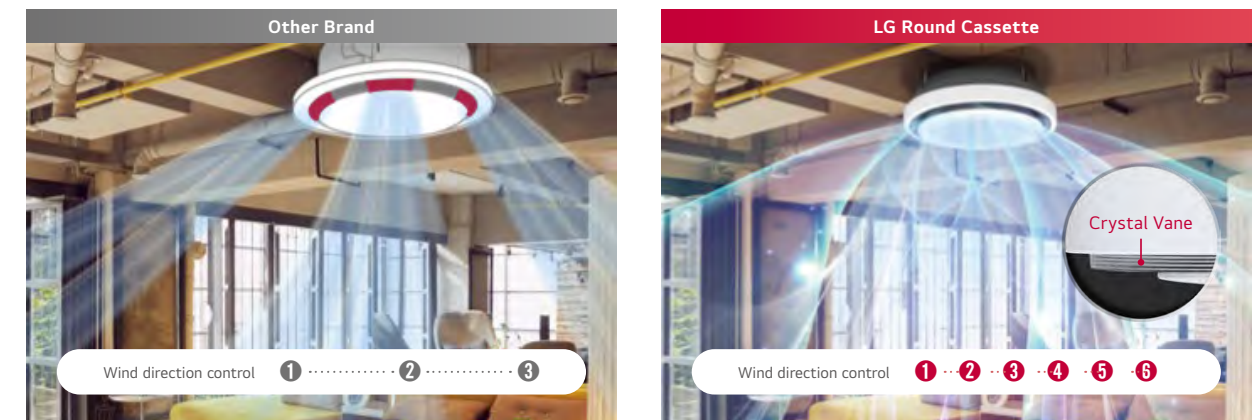 Other Brand
Wind direction control 1 2 3
LG Round Cassette
Crystal Vane
Wind direction control 1 2 3 4 5 6